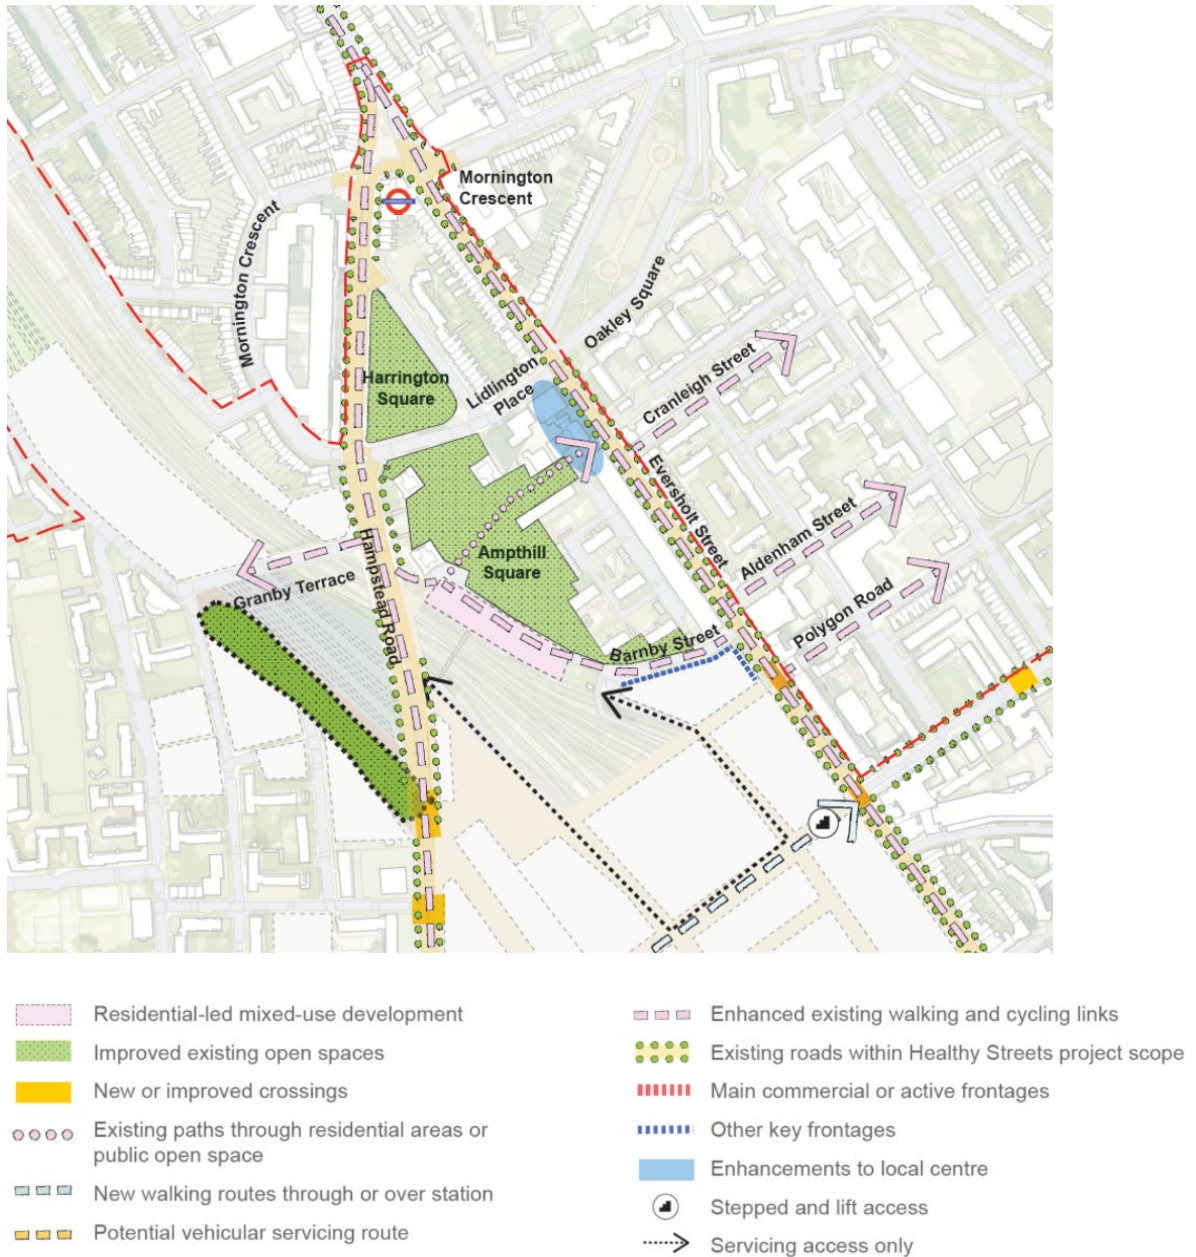 Mornington
Crescent
Mornington Crescent
Oakley Square
Harrington
Square
Lidlington
Place
Cranleigh Street
Eversholt Street
Aldenham Street
Hampstead Road
Ampthill
Square
Granby Terrace
Polygon Road
Barnby Street
Residential-led mixed-use development
Improved existing open spaces
New or improved crossings
Existing paths through residential areas or
public open space
New walking routes through or over station
Potential vehicular servicing route
Enhanced existing walking and cycling links
Existing roads within Healthy Streets project scope
Main commercial or active frontages
Other key frontages
Enhancements to local centre
Stepped and lift access
Servicing access only